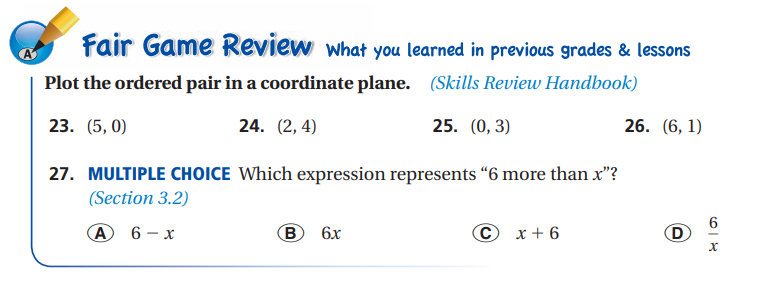 A
Fair Game Review What you learned in previous grades & lessons
Plot the ordered pair in a coordinate plane. (Skills Review Handbook)
23. (5, 0) 24. (2, 4) 25. (0, 3) 26. (6, 1)
27. MULTIPLE CHOICE Which expression represents “6 more than x”?
(Section 3.2)
A 6 − x B 6x C x + 6 D 6/x